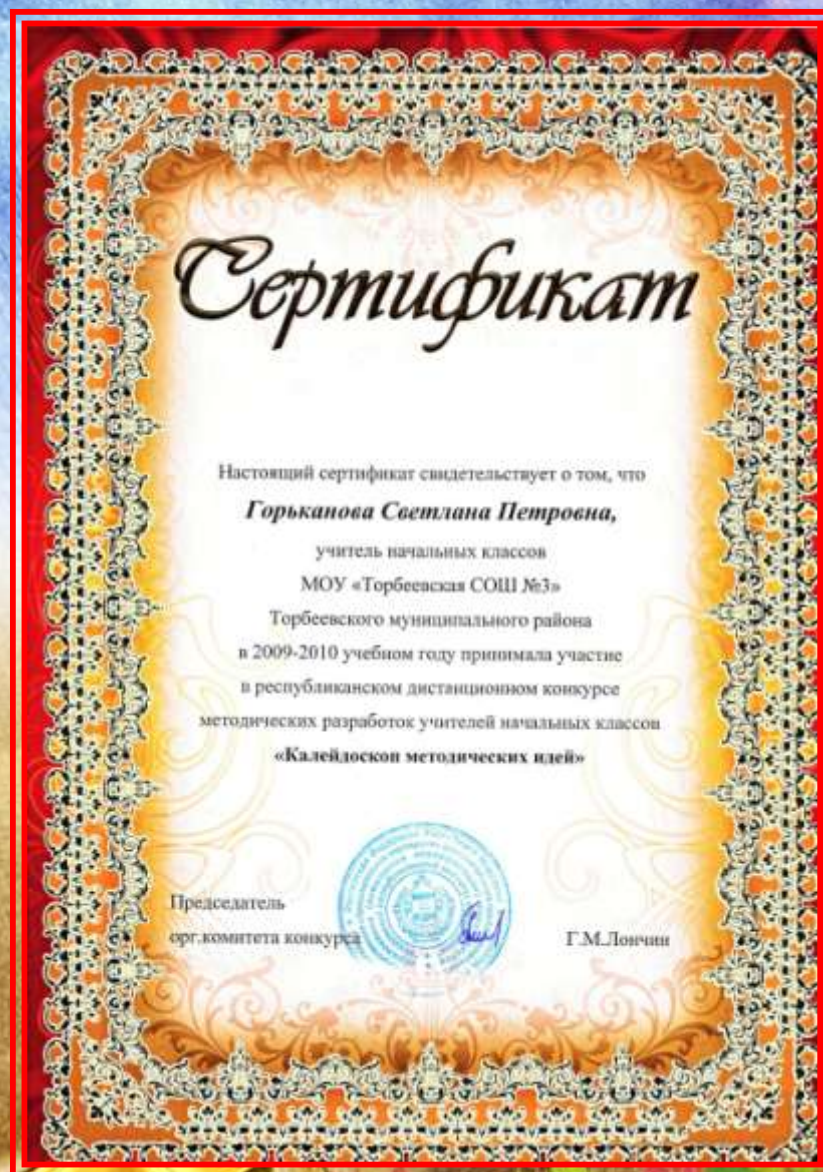 Сертификат
Настоящий сертификат свидетельствует о том, что
Горьканова Светлана Петровна,
учитель начальных классов
МОУ «Торбеевская СОШ №3»
Торбеевского муниципального района
в 2009-2010 учебном году принимала участие
в республиканском дистанционном конкурсе
методических разработок учителей начальных классов
«Калейдоскоп методических идей»
Председатель
орг.комитета конкурса
Г.М.Лончин